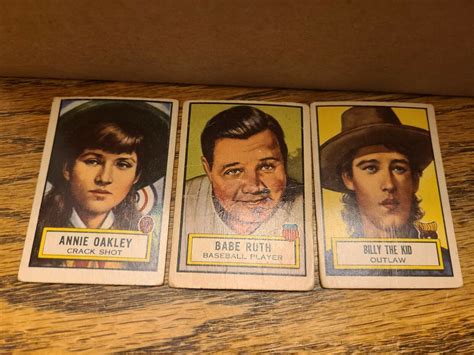 ANNIE OAKLEY
CRACK SHOT
BABE RUTH
BASEBALL PLAYER
BILLY THE KID
OUTLAW